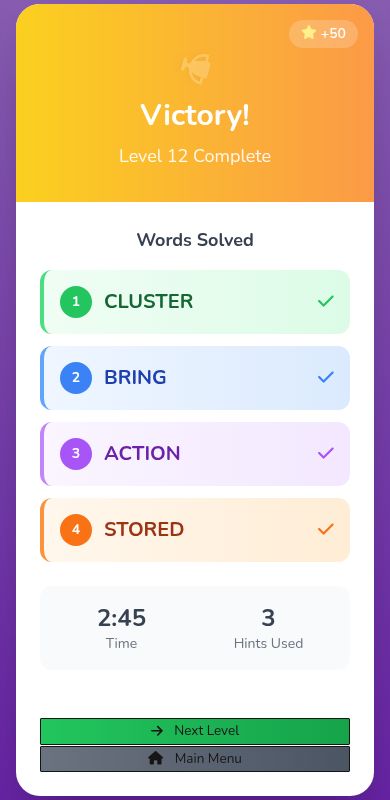 +50
Victory!
Level 12 Complete
Words Solved
1 CLUSTER
2 BRING
3 ACTION
4 STORED
2:45 3
Time Hints Used
Next Level
Main Menu